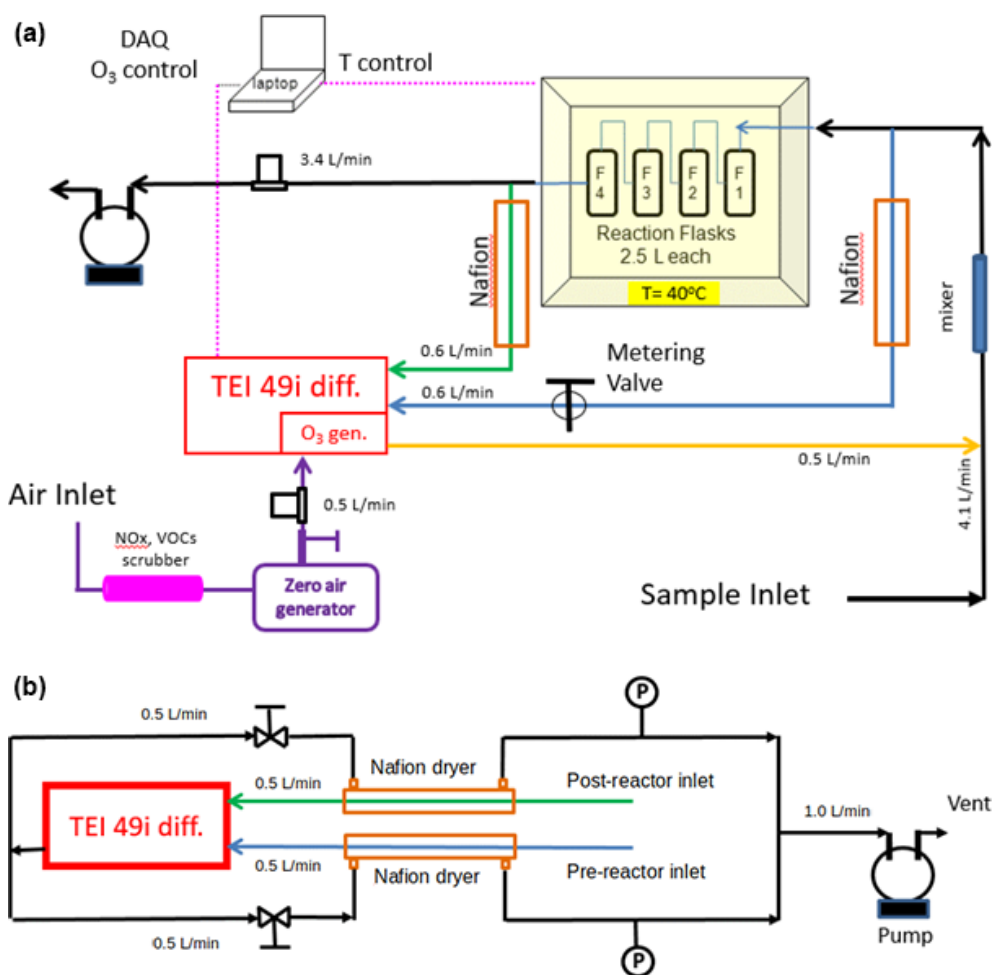 (a)
DAQ
O₃ control
T control
laptop
3.4 L/min
F
4
F
3
F
2
F
1
Reaction Flasks
2.5 L each
T= 40°C
Nafion
Nafion
mixer
0.6 L/min
Metering
Valve
TEI 49i diff.
0.6 L/min
O₃ gen.
0.5 L/min
4.1 L/min
Air Inlet
0.5 L/min
NOx, VOCs
scrubber
Zero air
generator
Sample Inlet
(b)
P
0.5 L/min
Nafion dryer
0.5 L/min
Post-reactor inlet
TEI 49i diff.
1.0 L/min
Vent
0.5 L/min
Nafion dryer
Pre-reactor inlet
0.5 L/min
P
Pump